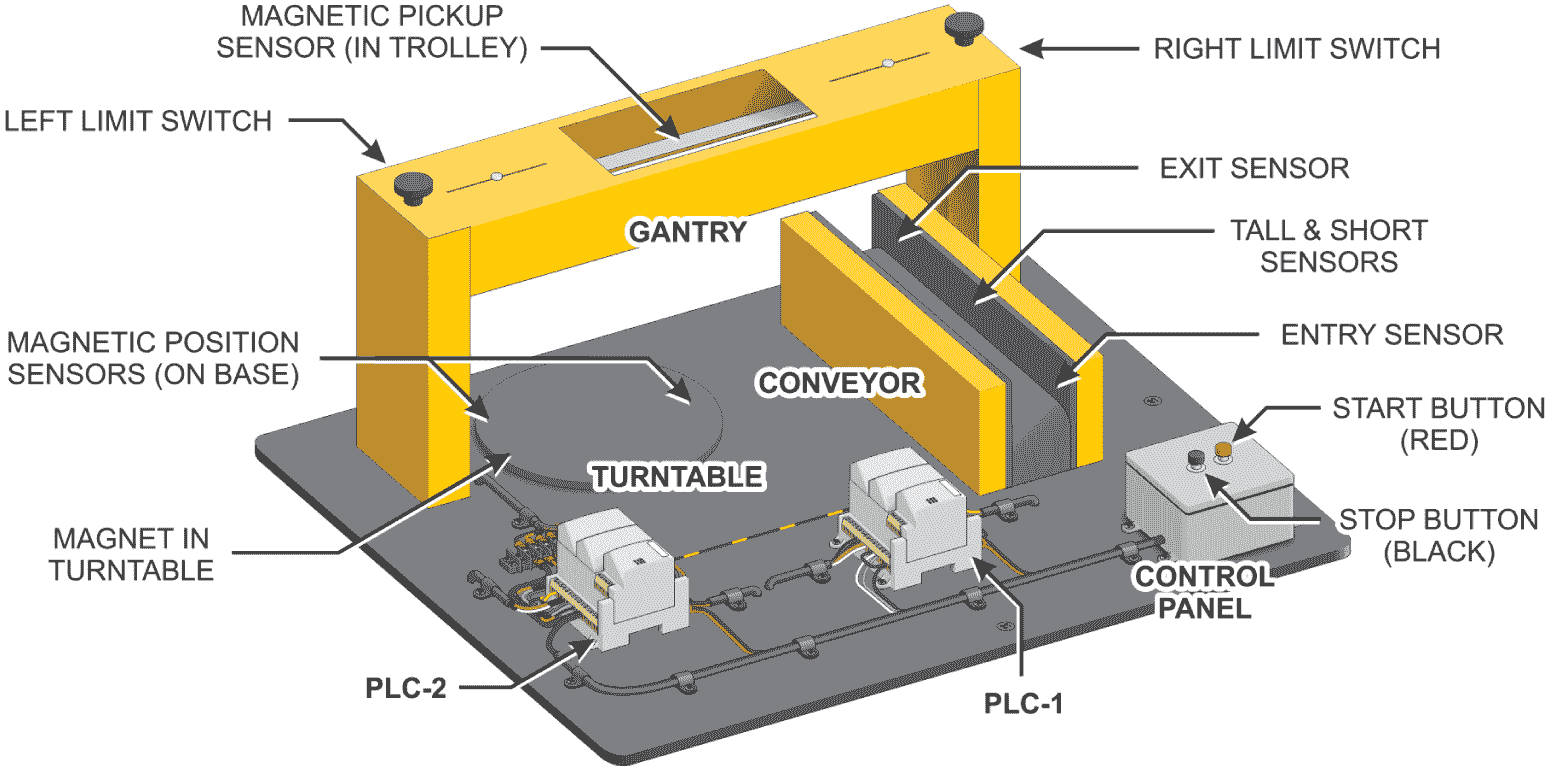 MAGNETIC PICKUP
SENSOR (IN TROLLEY)
RIGHT LIMIT SWITCH
LEFT LIMIT SWITCH
EXIT SENSOR
GANTRY
TALL & SHORT
SENSORS
MAGNETIC POSITION
SENSORS (ON BASE)
ENTRY SENSOR
CONVEYOR
START BUTTON
(RED)
TURNTABLE
MAGNET IN
TURNTABLE
STOP BUTTON
(BLACK)
CONTROL
PANEL
PLC-2
PLC-1